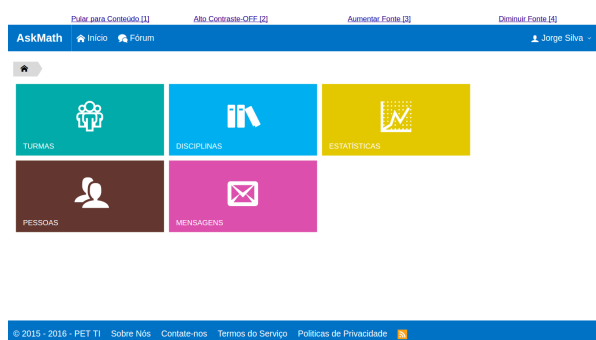 Pular para Conteúdo [1] Alto Contraste-OFF [2] Aumentar Fonte [3] Diminuir Fonte [4]
AskMath Início Fórum Jorge Silva
TURMAS DISCIPLINAS ESTATÍSTICAS
PESSOAS MENSAGENS
© 2015 - 2016 - PET TI Sobre Nós Contate-nos Termos do Serviço Politicas de Privacidade